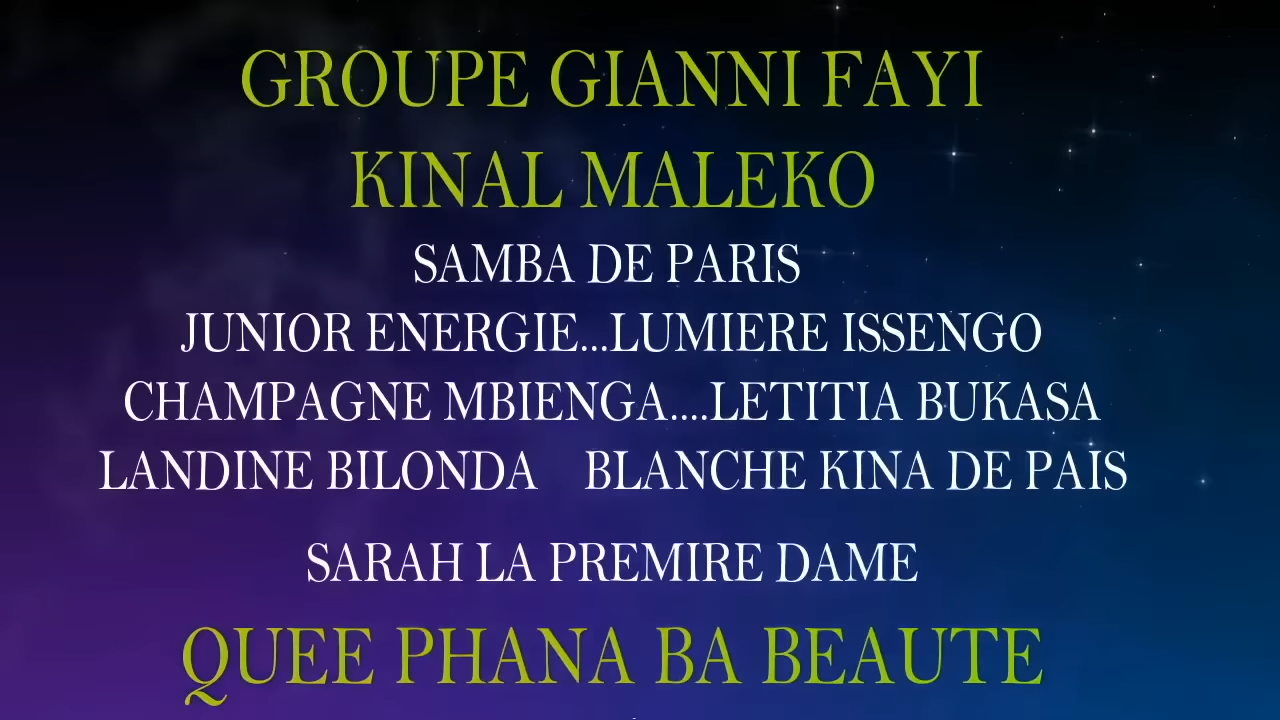 GROUPE GIANNI FAYI
KINAL MALEKO
SAMBA DE PARIS
JUNIOR ENERGIE...LUMIERE ISSENGO
CHAMPAGNE MBIENGA....LETITIA BUKASA
LANDINE BILONDA BLANCHE KINA DE PAIS
SARAH LA PREMIRE DAME
QUEE PHANA BA BEAUTE